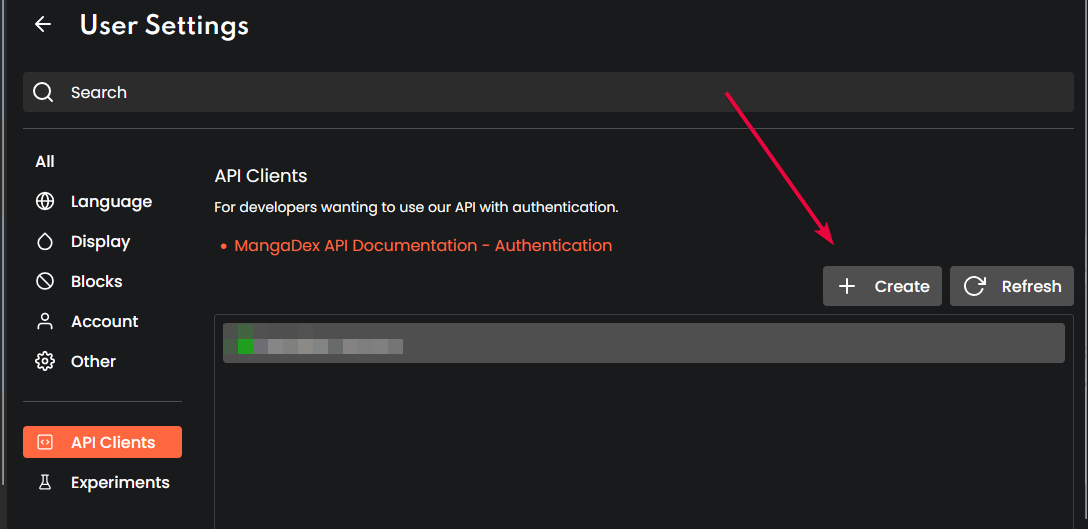 User Settings
Search
All
Language
Display
Blocks
Account
Other
API Clients
Experiments
API Clients
For developers wanting to use our API with authentication.
• MangaDex API Documentation - Authentication
Create
Refresh